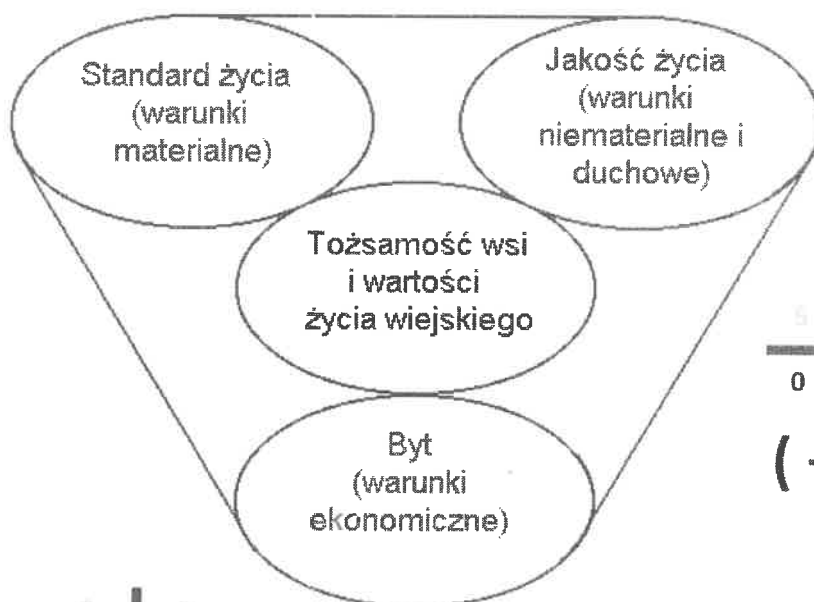 Standard życia
(warunki
materialne)
Jakość życia
(warunki
niematerialne i
duchowe)
Tożsamość wsi
i wartości
życia wiejskiego
Byt
(warunki
ekonomiczne)
0
(